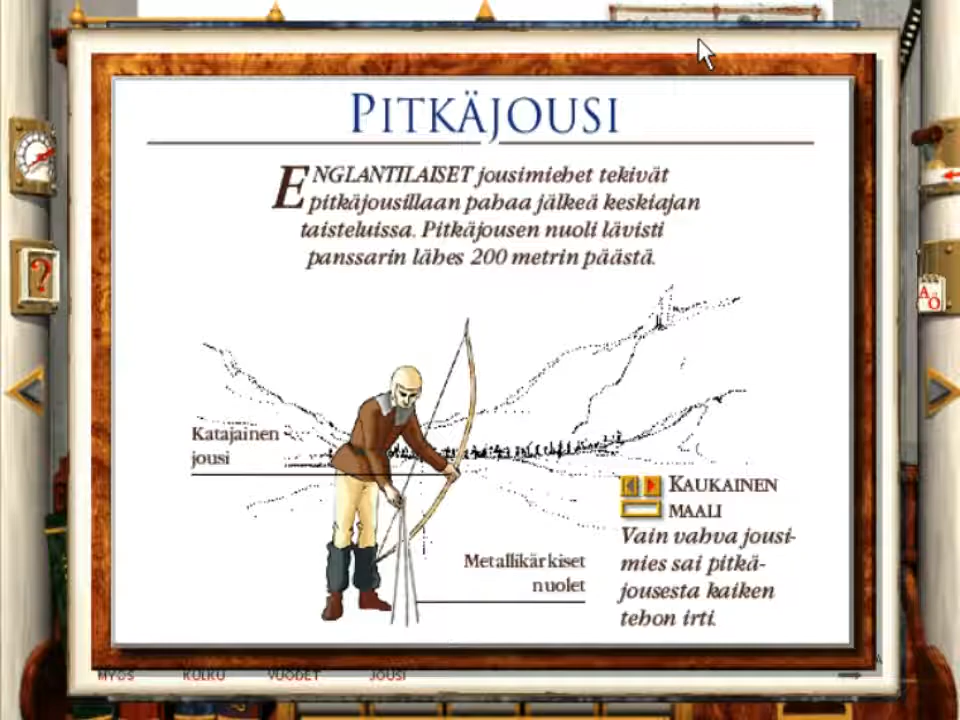 PITKÄJOUSI
ENGLANTILAISET jousimiehet tekivät
pitkäjousillaan pahaa jälkeä keskiajan
taisteluissa. Pitkäjousen nuoli lävisti
panssarin lähes 200 metrin päästä.
Katajainen
jousi
KAUKAINEN
MAALI
Vain vahva jousi-
mies sai pitkä-
jousesta kaiken
tehon irti.
Metallikärkiset
nuolet
?
A
Ö
MYÖS KULKU VUODET JOUSI